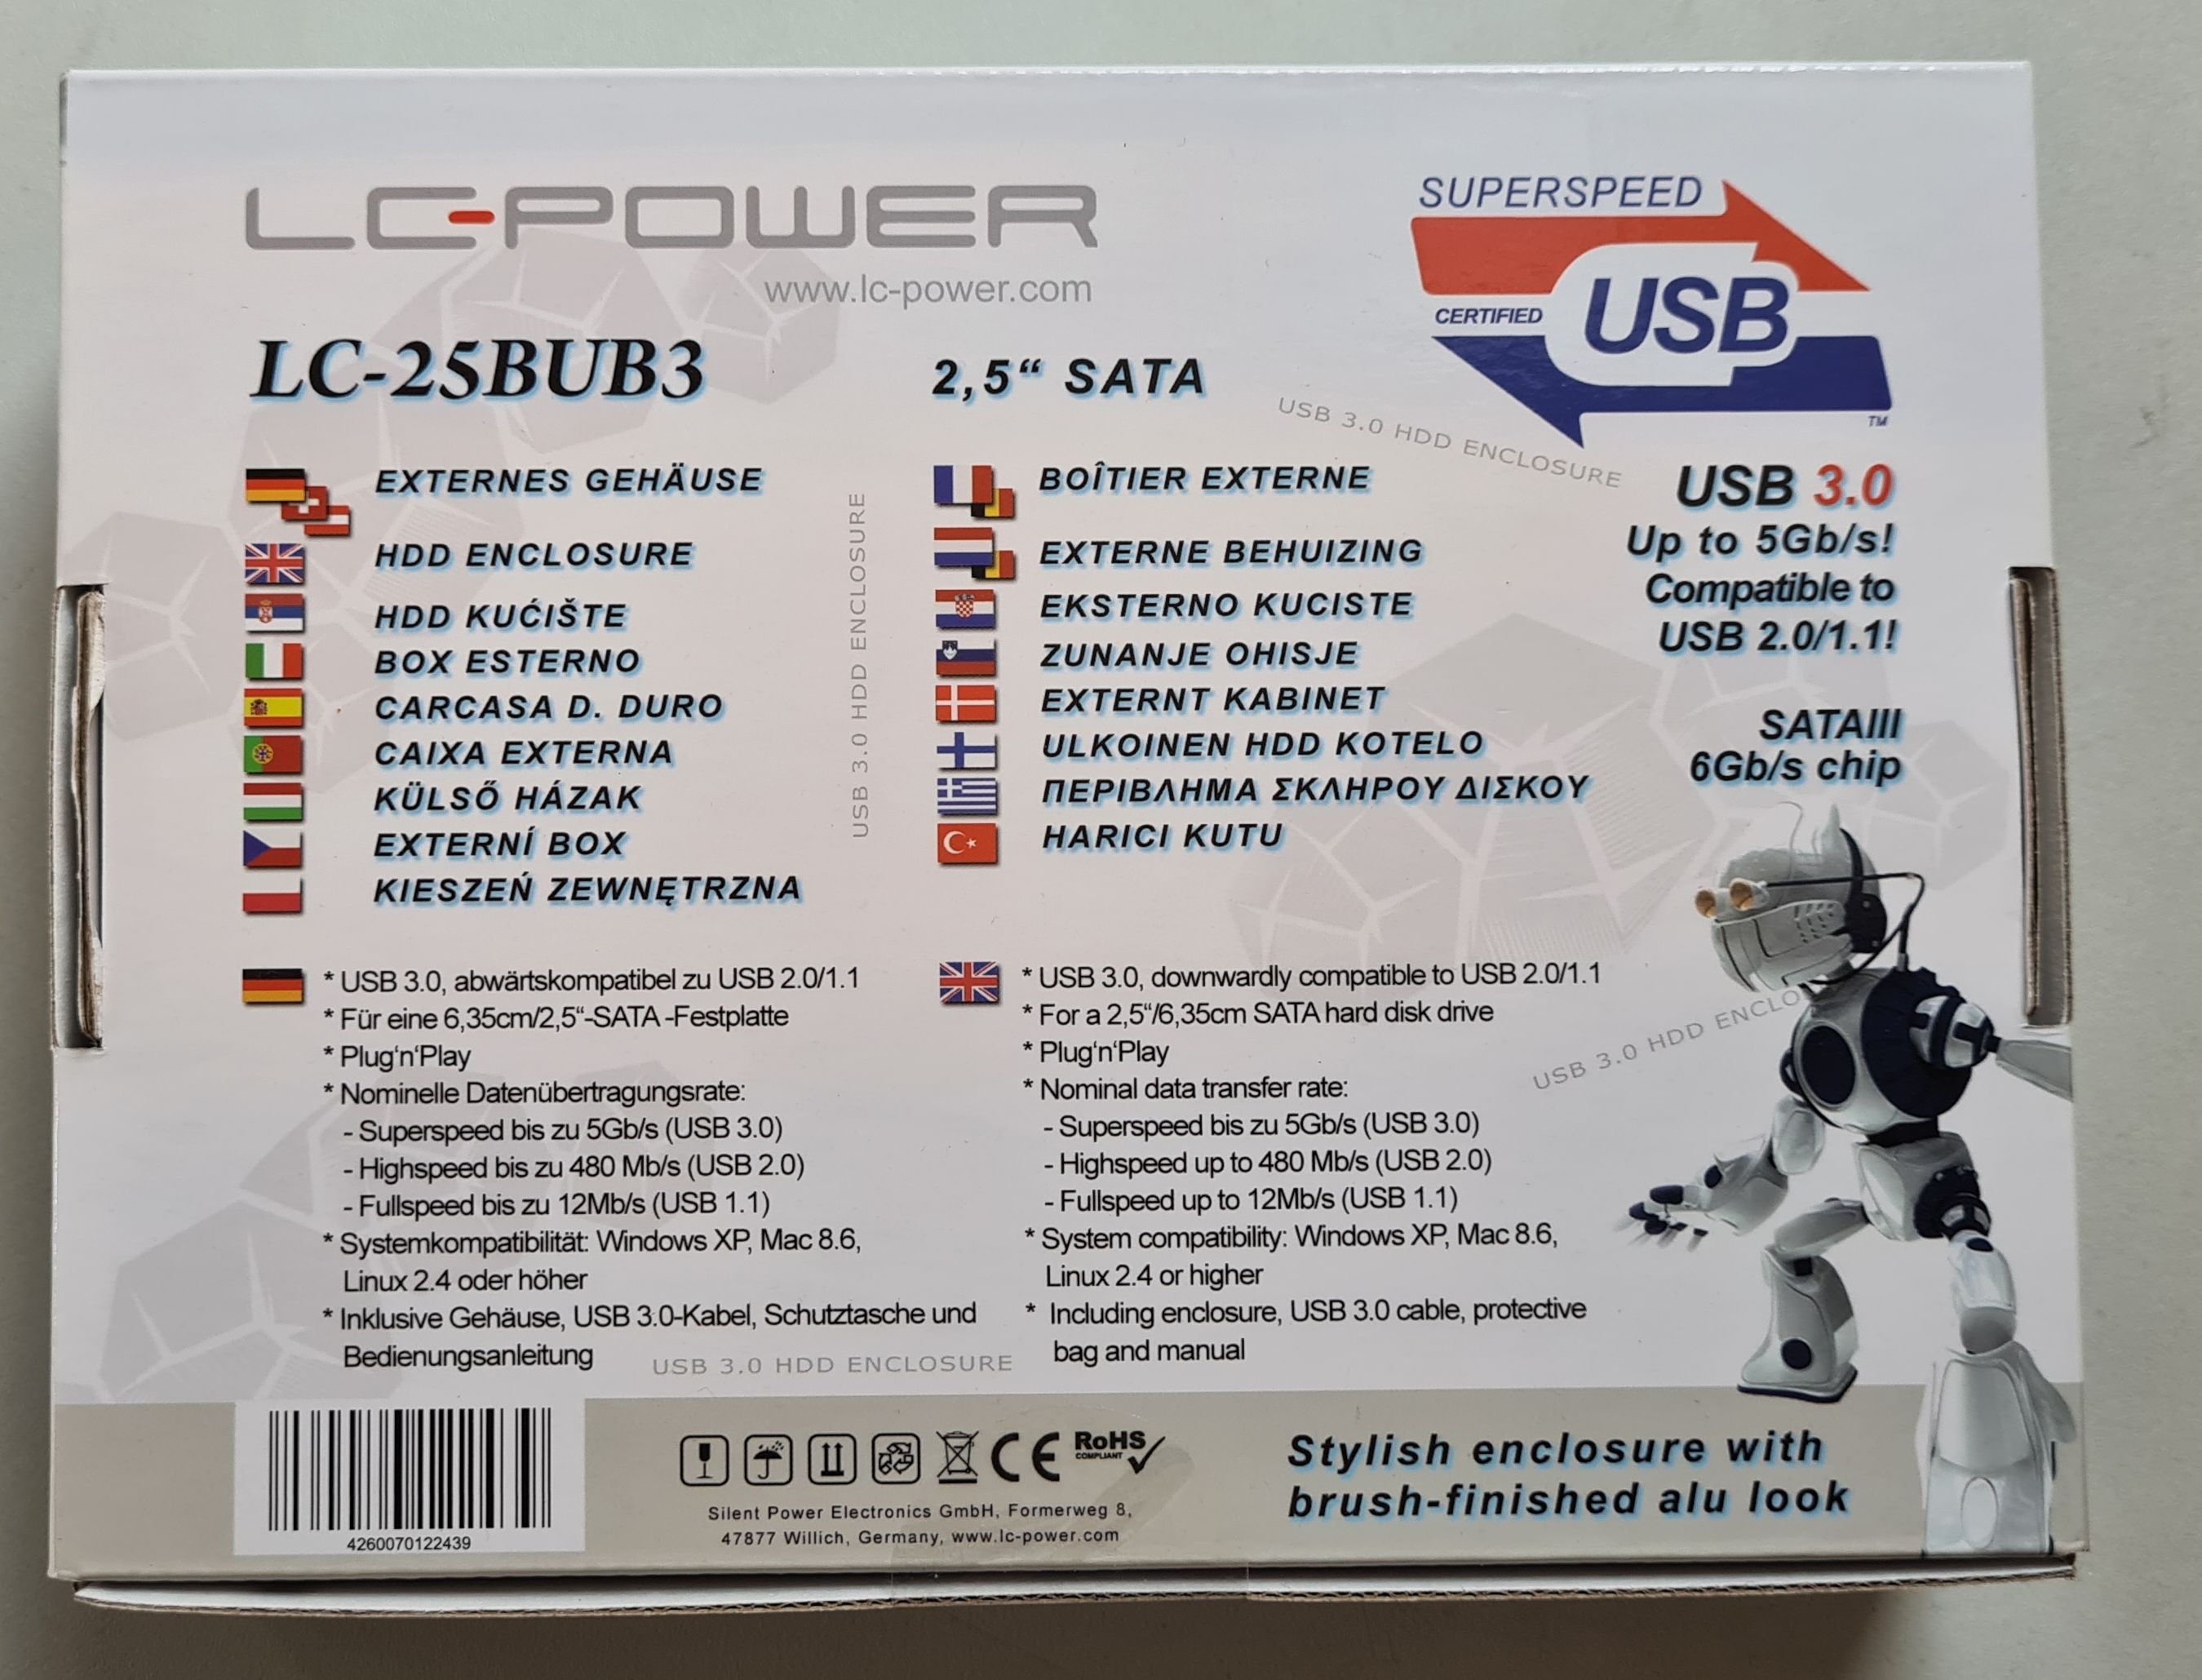 LC-POWER
www.lc-power.com
SUPERSPEED
CERTIFIED
USB
TM
LC-25BUB3
2,5“ SATA
USB 3.0 HDD ENCLOSURE
EXTERNES GEHÄUSE
HDD ENCLOSURE
HDD KUĆIŠTE
BOX ESTERNO
CARCASA D. DURO
CAIXA EXTERNA
KÜLSŐ HÁZAK
EXTERNÍ BOX
KIESZEŃ ZEWNĘTRZNA
USB 3.0 HDD ENCLOSURE
BOÎTIER EXTERNE
EXTERNE BEHUIZING
EKSTERNO KUCISTE
ZUNANJE OHISJE
EXTERNT KABINET
ULKOINEN HDD KOTELO
ΠΕΡΙΒΛΗΜΑ ΣΚΛΗΡΟΥ ΔΙΣΚΟΥ
HARICI KUTU
USB 3.0
Up to 5Gb/s!
Compatible to
USB 2.0/1.1!
SATAIII
6Gb/s chip
* USB 3.0, abwärtskompatibel zu USB 2.0/1.1
* Für eine 6,35cm/2,5“-SATA -Festplatte
* Plug‘n‘Play
* Nominelle Datenübertragungsrate:
- Superspeed bis zu 5Gb/s (USB 3.0)
- Highspeed bis zu 480 Mb/s (USB 2.0)
- Fullspeed bis zu 12Mb/s (USB 1.1)
* Systemkompatibilität: Windows XP, Mac 8.6,
Linux 2.4 oder höher
* Inklusive Gehäuse, USB 3.0-Kabel, Schutztasche und
Bedienungsanleitung
USB 3.0 HDD ENCLOSURE
* USB 3.0, downwardly compatible to USB 2.0/1.1
* For a 2,5“/6,35cm SATA hard disk drive
* Plug‘n‘Play
* Nominal data transfer rate:
- Superspeed bis zu 5Gb/s (USB 3.0)
- Highspeed up to 480 Mb/s (USB 2.0)
- Fullspeed up to 12Mb/s (USB 1.1)
* System compatibility: Windows XP, Mac 8.6,
Linux 2.4 or higher
* Including enclosure, USB 3.0 cable, protective
bag and manual
USB 3.0 HDD ENCLO
4260070122439
CE
RoHS
COMPLIANT
Silent Power Electronics GmbH, Formerweg 8,
47877 Willich, Germany, www.lc-power.com
Stylish enclosure with
brush-finished alu look